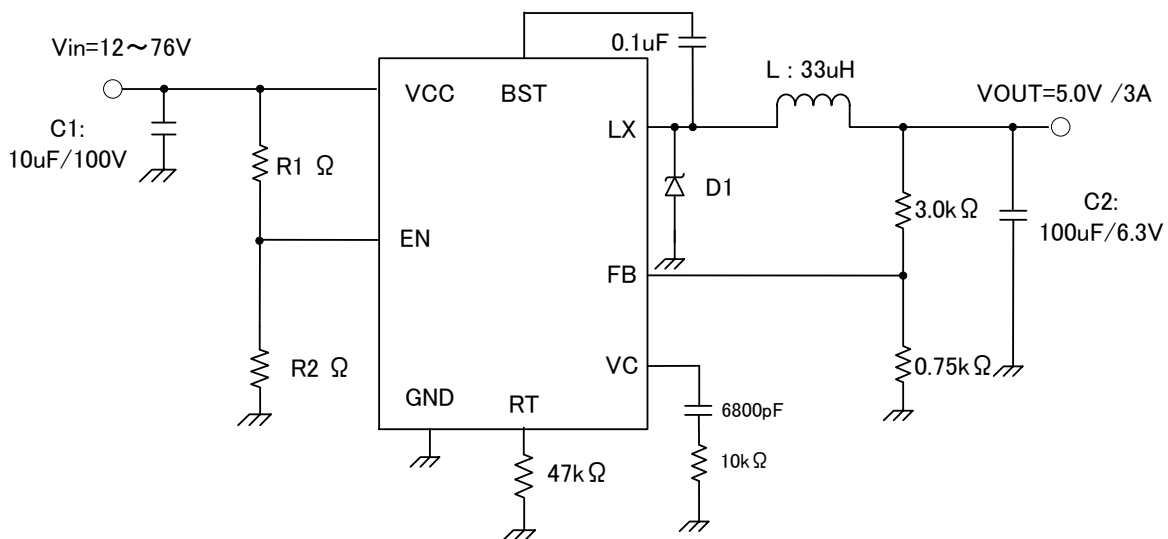 Vin=12～76V
C1:
10uF/100V
R1 Ω
R2 Ω
VCC
BST
LX
EN
FB
VC
GND
RT
0.1uF
L : 33uH
VOUT=5.0V /3A
D1
3.0kΩ
C2:
100uF/6.3V
0.75kΩ
6800pF
10kΩ
47kΩ